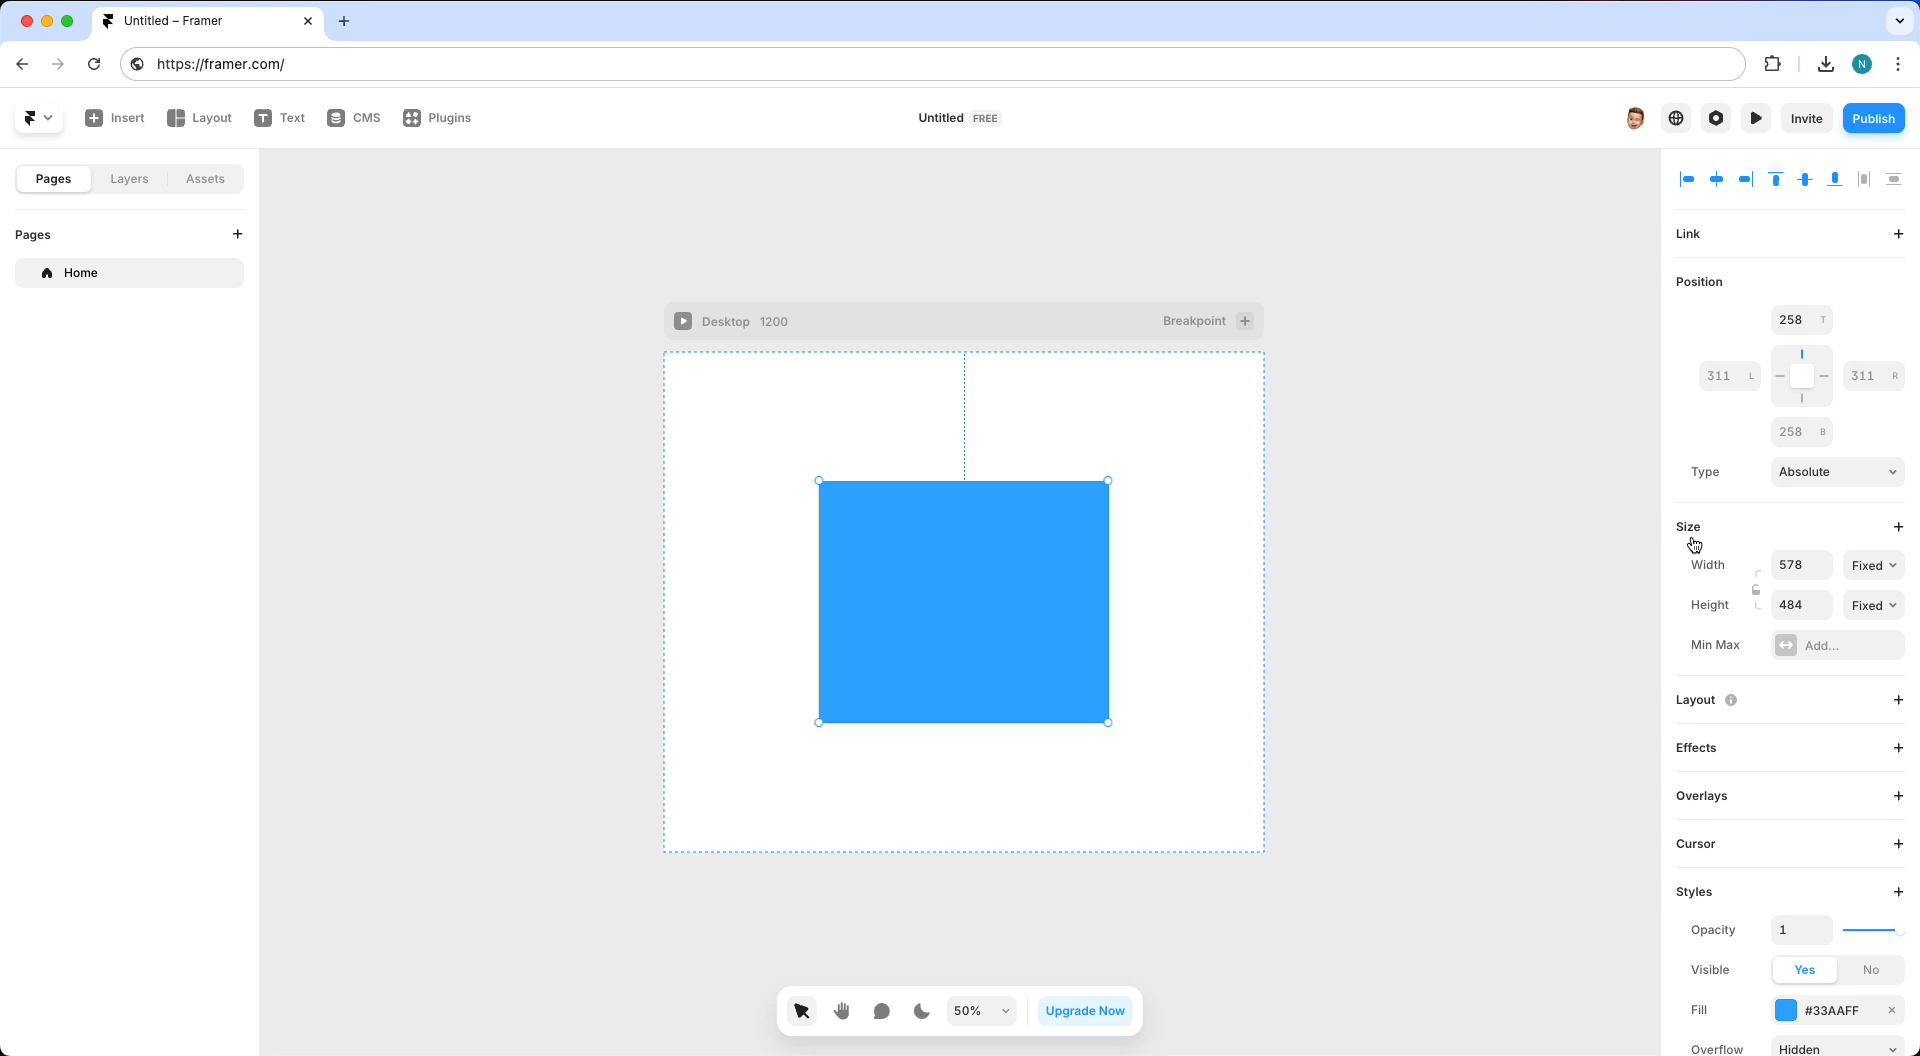 Untitled – Framer
https://framer.com/
N
Insert
Layout
Text
CMS
Plugins
Untitled FREE
Invite
Publish
Pages
Layers
Assets
Pages
Home
Desktop 1200
Breakpoint
Link
Position
258 T
311 L
311 R
258 B
Type Absolute
Size
Width 578 Fixed
Height 484 Fixed
Min Max Add...
Layout
Effects
Overlays
Cursor
Styles
Opacity 1
Visible Yes No
Fill #33AAFF
Overflow Hidden
50%
Upgrade Now